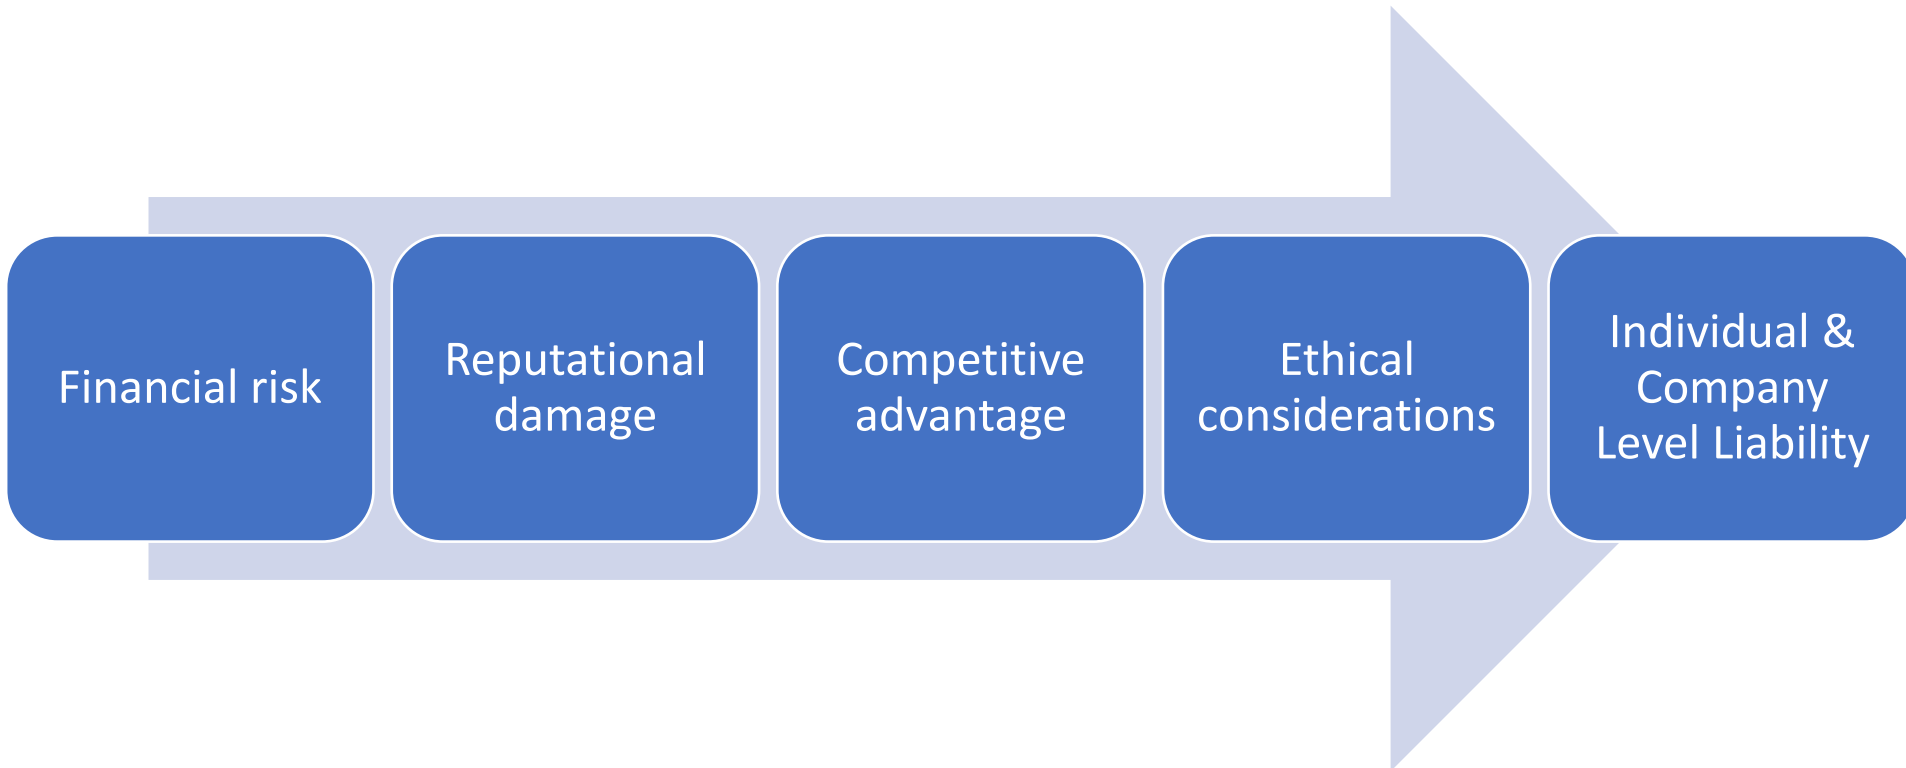 Financial risk
Reputational
damage
Competitive
advantage
Ethical
considerations
Individual &
Company
Level Liability